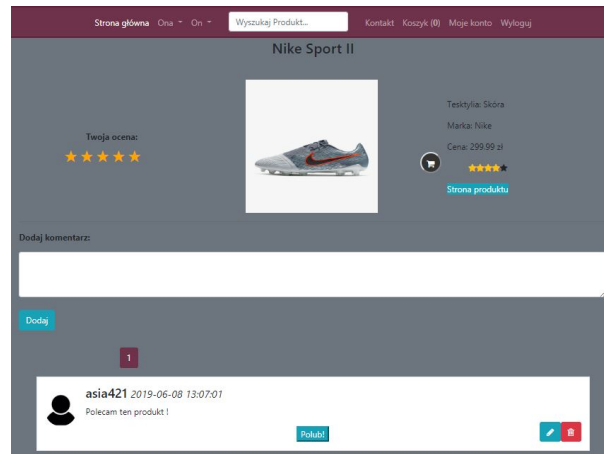 Strona główna Ona On Wyszukaj Produkt... Kontakt Koszyk (0) Moje konto Wyloguj
Nike Sport II
Tesktylia: Skóra
Marka: Nike
Twoja ocena:
Cena: 299.99 zł
Strona produktu
Dodaj komentarz:
Dodaj
1
asia421 2019-06-08 13:07:01
Polecam ten produkt !
Polub!